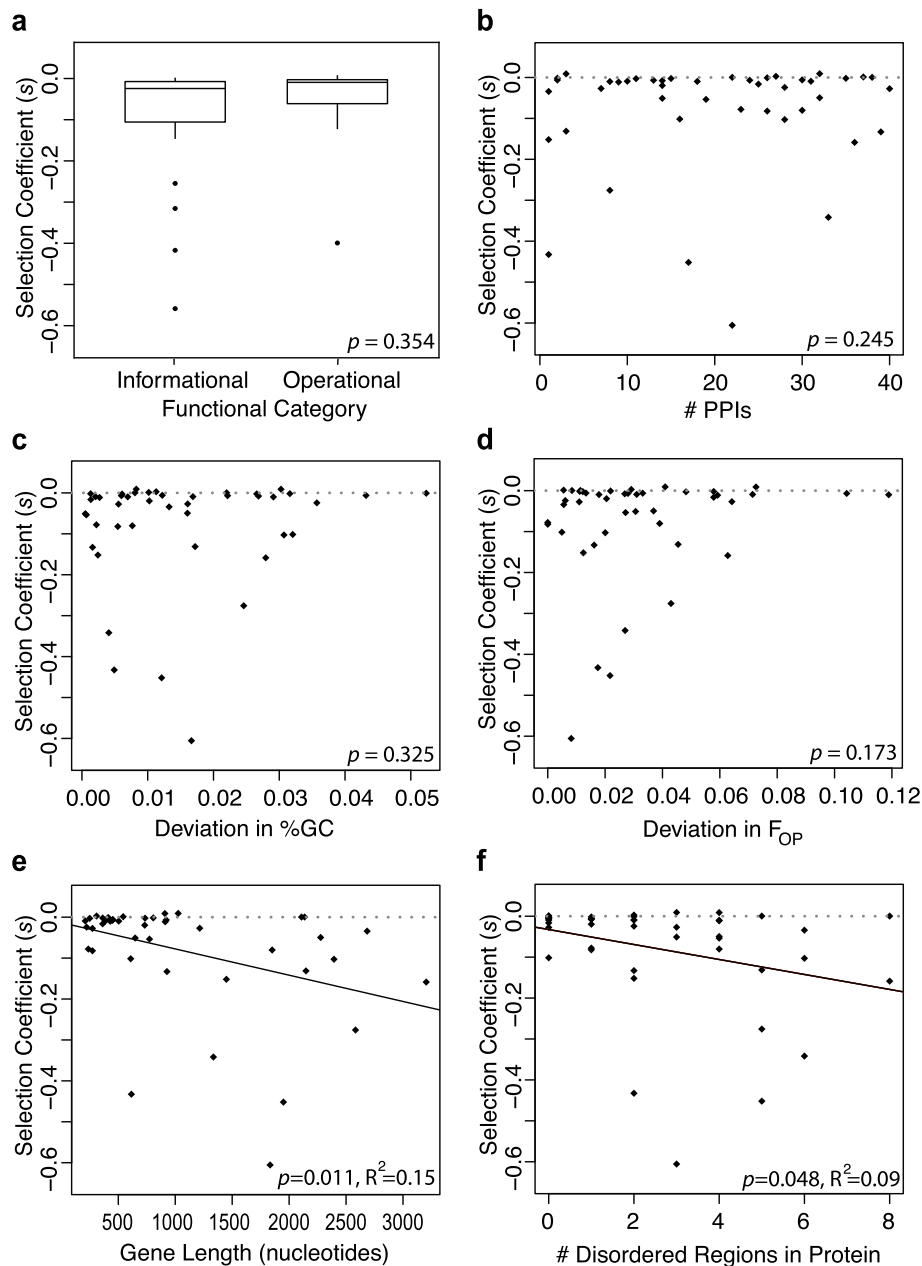 a
Selection Coefficient (s)
0.0
−0.2
−0.4
−0.6
p = 0.354
Informational
Operational
Functional Category
b
Selection Coefficient (s)
0.0
−0.2
−0.4
−0.6
p = 0.245
0 10 20 30 40
# PPIs
c
Selection Coefficient (s)
0.0
−0.2
−0.4
−0.6
p = 0.325
0.00 0.01 0.02 0.03 0.04 0.05
Deviation in %GC
d
Selection Coefficient (s)
0.0
−0.2
−0.4
−0.6
p = 0.173
0.00 0.02 0.04 0.06 0.08 0.10 0.12
Deviation in FOP
e
Selection Coefficient (s)
0.0
−0.2
−0.4
−0.6
p=0.011, R²=0.15
500 1000 1500 2000 2500 3000
Gene Length (nucleotides)
f
Selection Coefficient (s)
0.0
−0.2
−0.4
−0.6
p=0.048, R²=0.09
0 2 4 6 8
# Disordered Regions in Protein